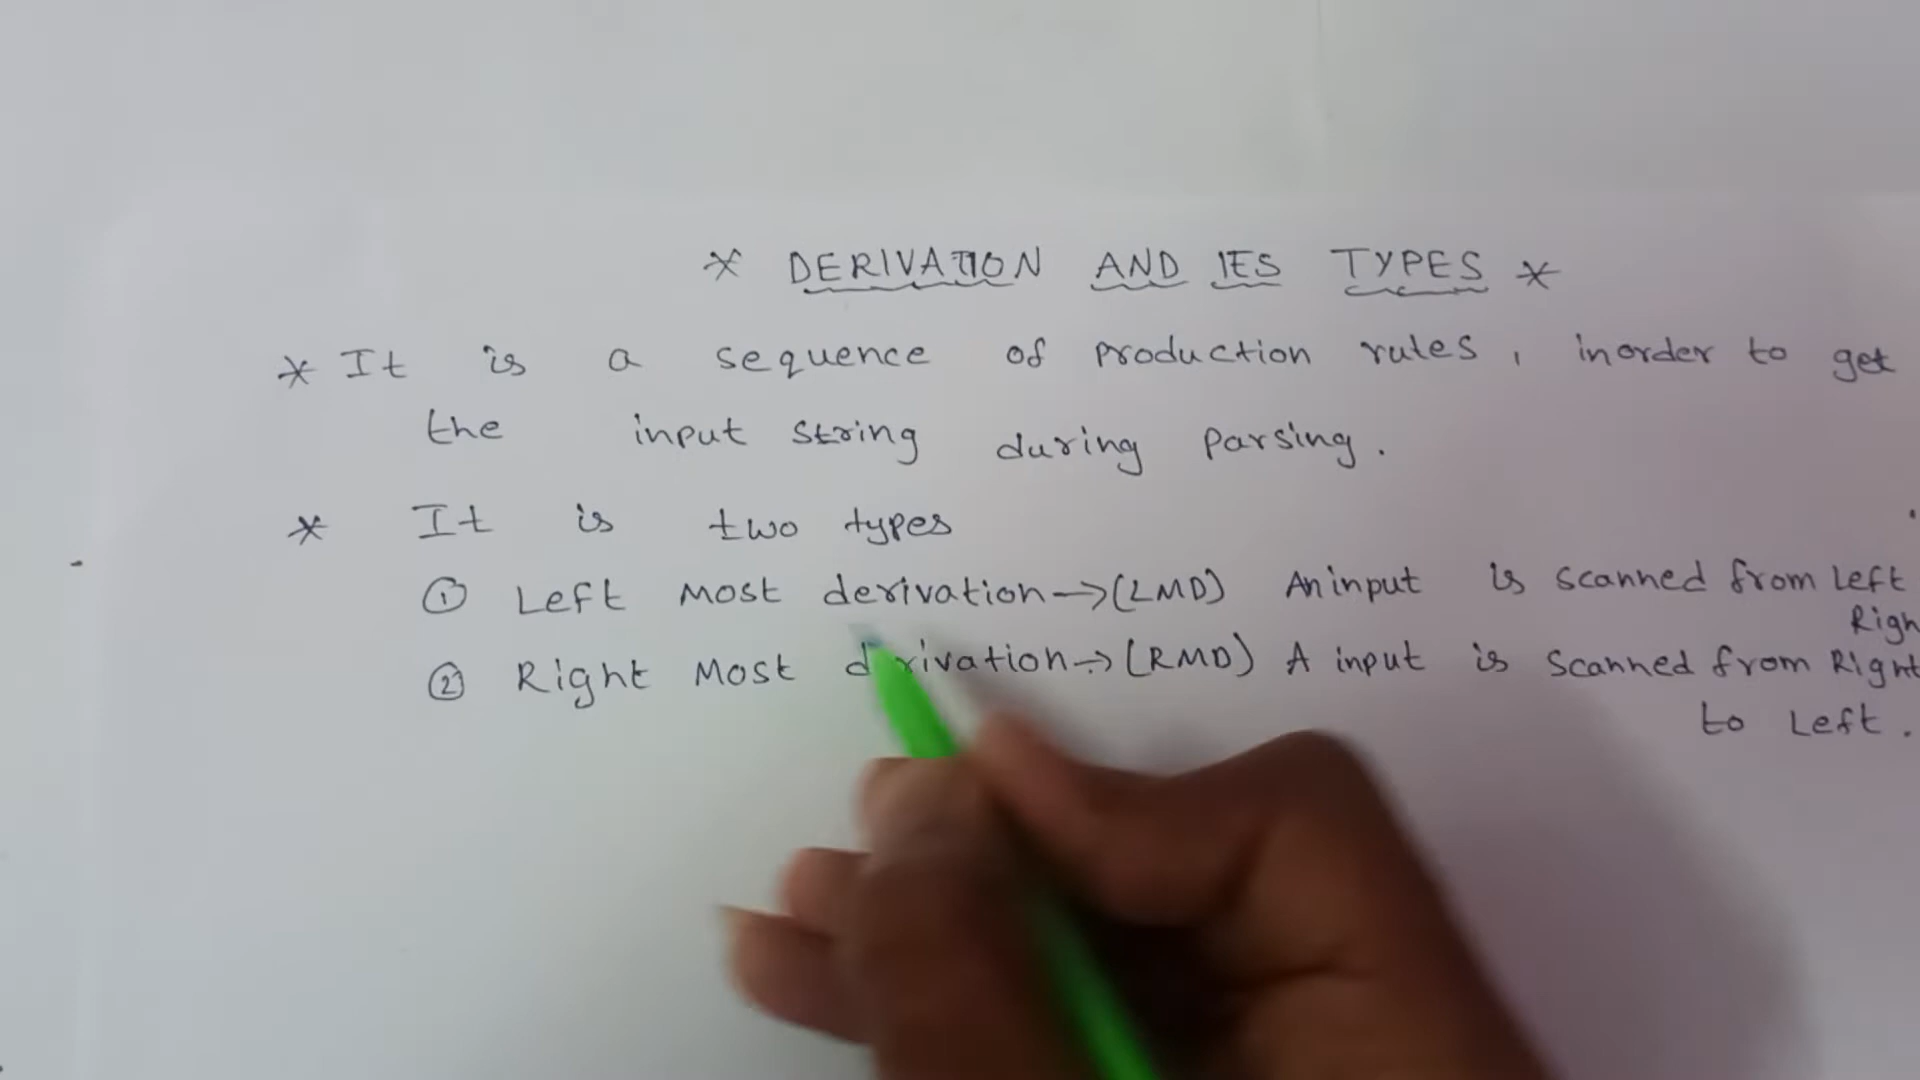 * DERIVATION AND ITS TYPES *
* It is a sequence of production rules, inorder to get
the input string during parsing.
* It is two types
① Left Most derivation → (LMD) An input is scanned from Left
Righ
② Right Most derivation → (RMD) A input is scanned from Right
to Left.